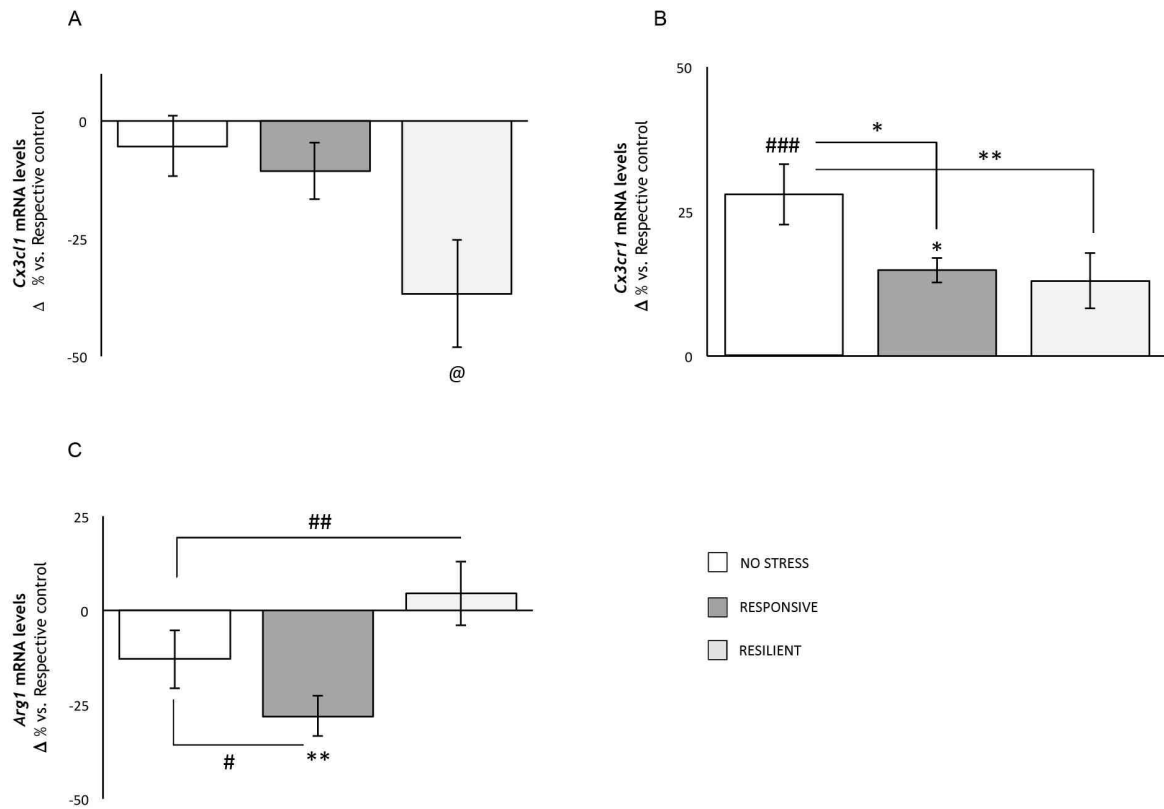 A
0
-25
-50
Cx3cl1 mRNA levels
Δ % vs. Respective control
@
B
50
25
0
Cx3cr1 mRNA levels
Δ % vs. Respective control
###
*
**
*
C
25
0
-25
-50
Arg1 mRNA levels
Δ % vs. Respective control
##
#
**
NO STRESS
RESPONSIVE
RESILIENT